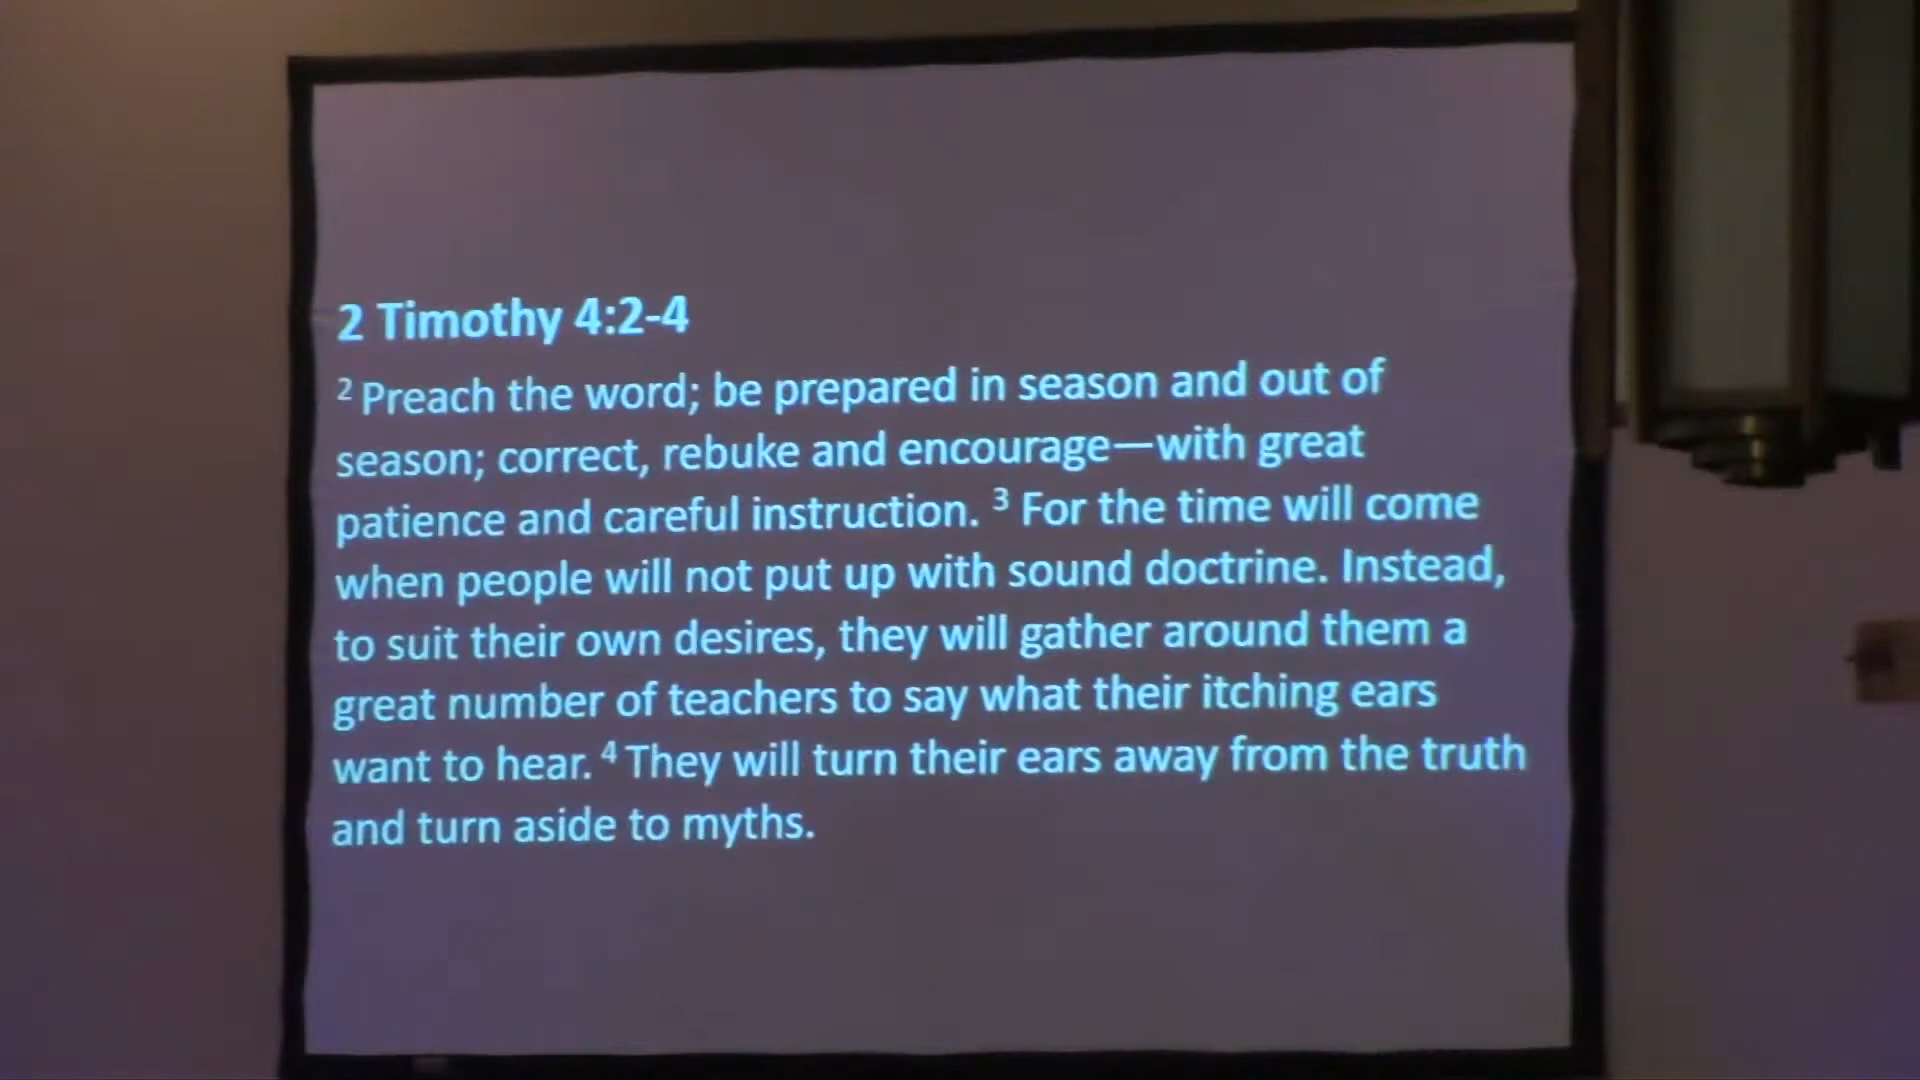 2 Timothy 4:2-4
² Preach the word; be prepared in season and out of
season; correct, rebuke and encourage—with great
patience and careful instruction. ³ For the time will come
when people will not put up with sound doctrine. Instead,
to suit their own desires, they will gather around them a
great number of teachers to say what their itching ears
want to hear. ⁴ They will turn their ears away from the truth
and turn aside to myths.